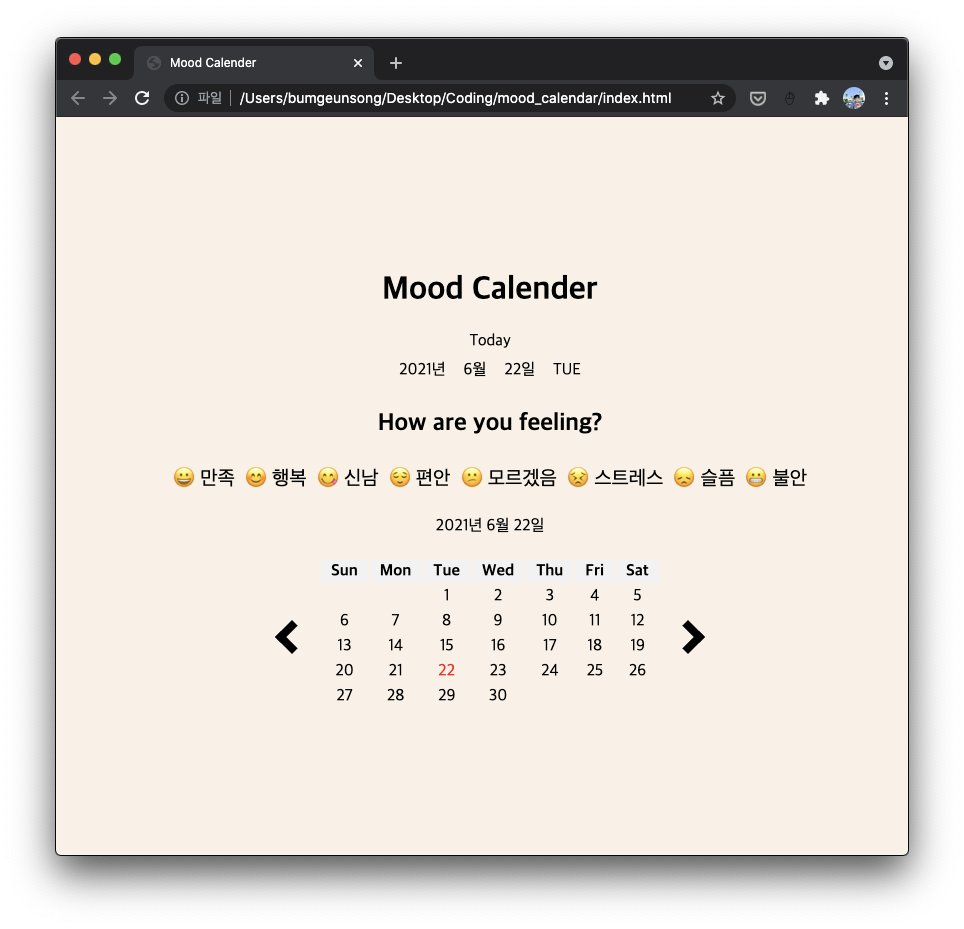 Mood Calender
파일 /Users/bumgeunsong/Desktop/Coding/mood_calendar/index.html
Mood Calender
Today
2021년 6월 22일 TUE
How are you feeling?
😀 만족 😊 행복 😋 신남 😌 편안 😕 모르겠음 😣 스트레스 😞 슬픔 😬 불안
2021년 6월 22일
Sun Mon Tue Wed Thu Fri Sat
1 2 3 4 5
6 7 8 9 10 11 12
13 14 15 16 17 18 19
20 21 22 23 24 25 26
27 28 29 30